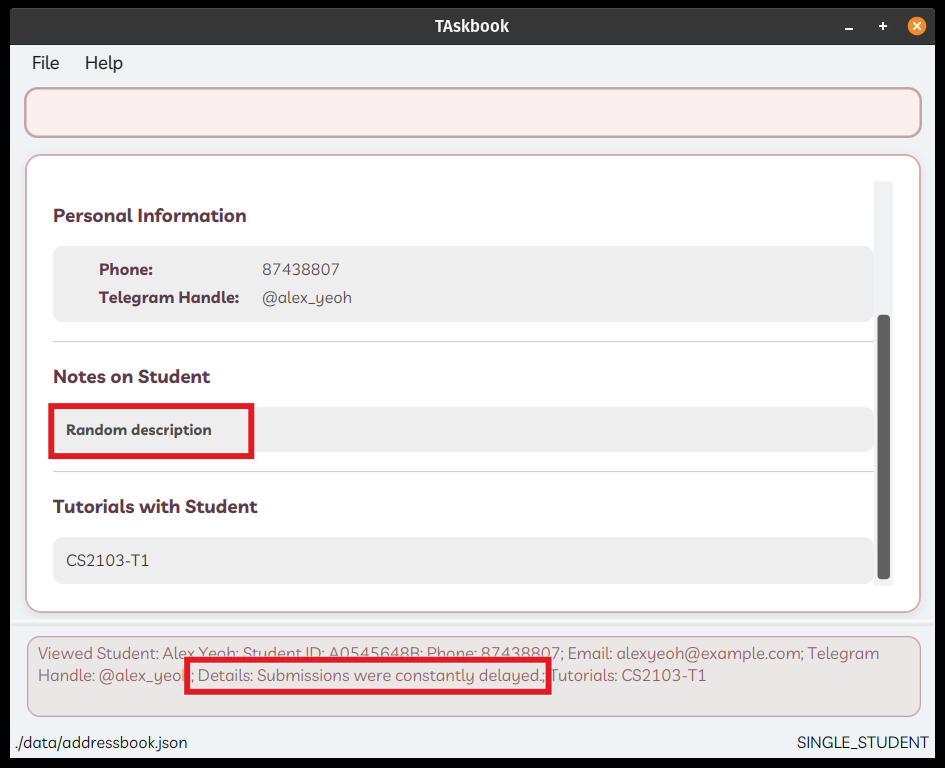 TAskbook
File Help
Personal Information
Phone: 87438807
Telegram Handle: @alex_yeoh
Notes on Student
Random description
Tutorials with Student
CS2103-T1
Viewed Student: Alex Yeoh; Student ID: A0545648B; Phone: 87438807; Email: alexyeoh@example.com; Telegram
Handle: @alex_yeoh; Details: Submissions were constantly delayed.; Tutorials: CS2103-T1
./data/addressbook.json SINGLE_STUDENT